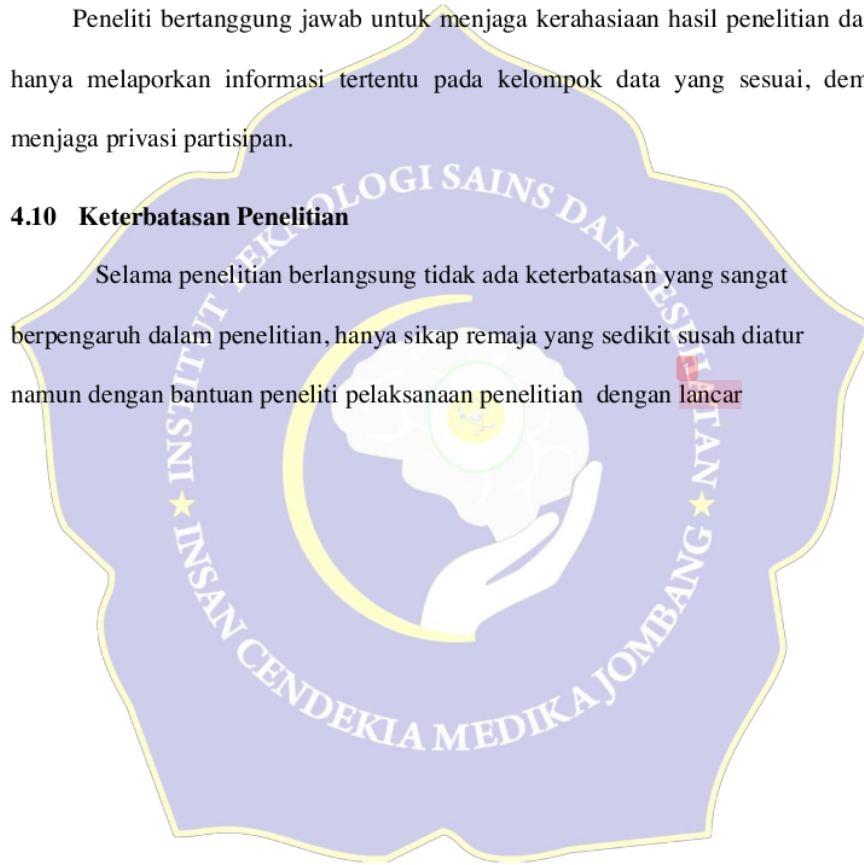 Peneliti bertanggung jawab untuk menjaga kerahasiaan hasil penelitian da
hanya melaporkan informasi tertentu pada kelompok data yang sesuai, dem
menjaga privasi partisipan.
4.10 Keterbatasan Penelitian
Selama penelitian berlangsung tidak ada keterbatasan yang sangat
berpengaruh dalam penelitian, hanya sikap remaja yang sedikit susah diatur
namun dengan bantuan peneliti pelaksanaan penelitian dengan lancar
1
INSTITUT TEKNOLOGI SAINS DAN KESEHATAN
INSAN CENDEKIA MEDIKA JOMBANG